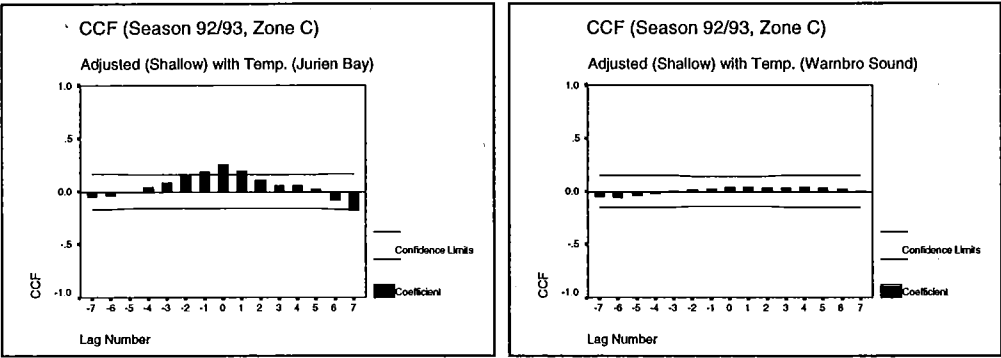 CCF (Season 92/93, Zone C)
Adjusted (Shallow) with Temp. (Jurien Bay)
1.0
.5
0.0
-.5
-1.0
CCF
-7 -6 -5 -4 -3 -2 -1 0 1 2 3 4 5 6 7
Lag Number
Confidence Limits
Coefficient
CCF (Season 92/93, Zone C)
Adjusted (Shallow) with Temp. (Warnbro Sound)
1.0
.5
0.0
-.5
-1.0
CCF
-7 -6 -5 -4 -3 -2 -1 0 1 2 3 4 5 6 7
Lag Number
Confidence Limits
Coefficient